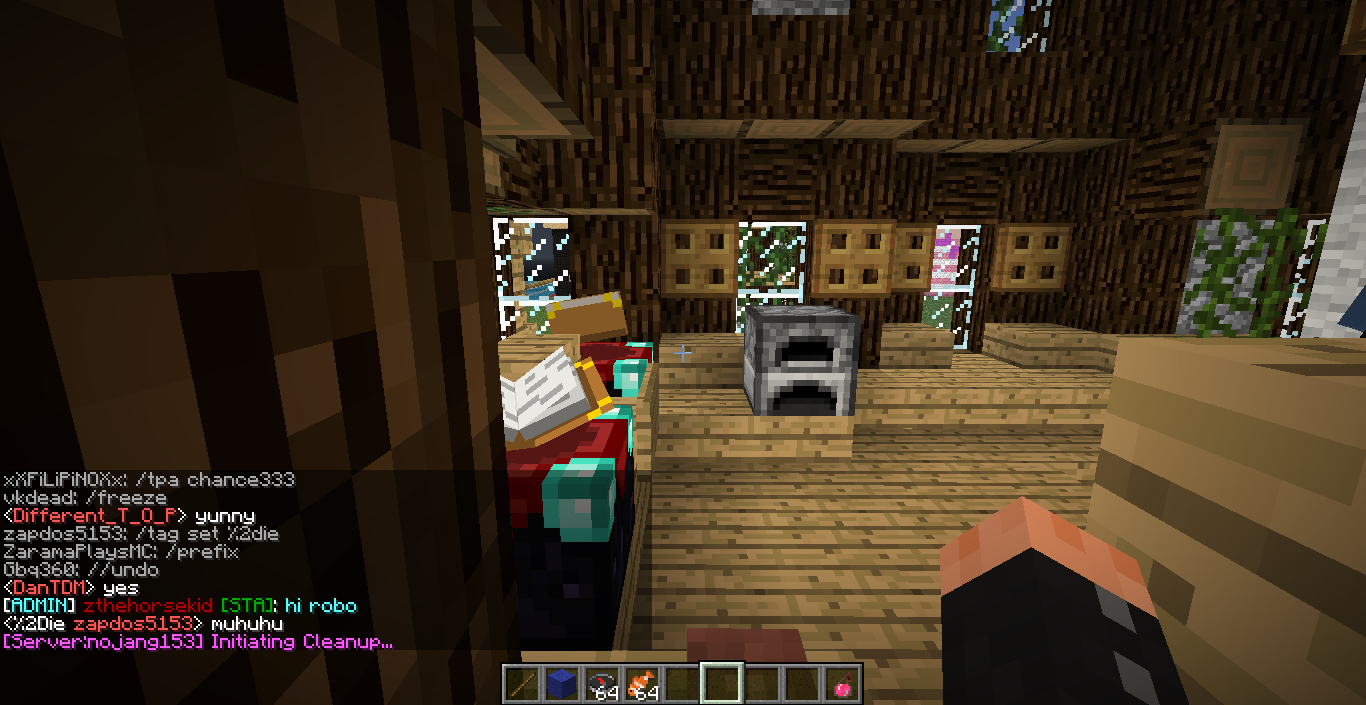 xXFiLiPiNOXx: /tpa chance333
vkdead: /freeze
<Different_T_O_P> yunny
zapdos5153: /tag set %2die
ZaramaPlaysMC: /prefix
Gbq360: //undo
<DanTDM> yes
[ADMIN] zthehorsekid [STA]: hi robo
<%2Die zapdos5153> muhuhu
[Server:nojang153] Initiating Cleanup...
64 64